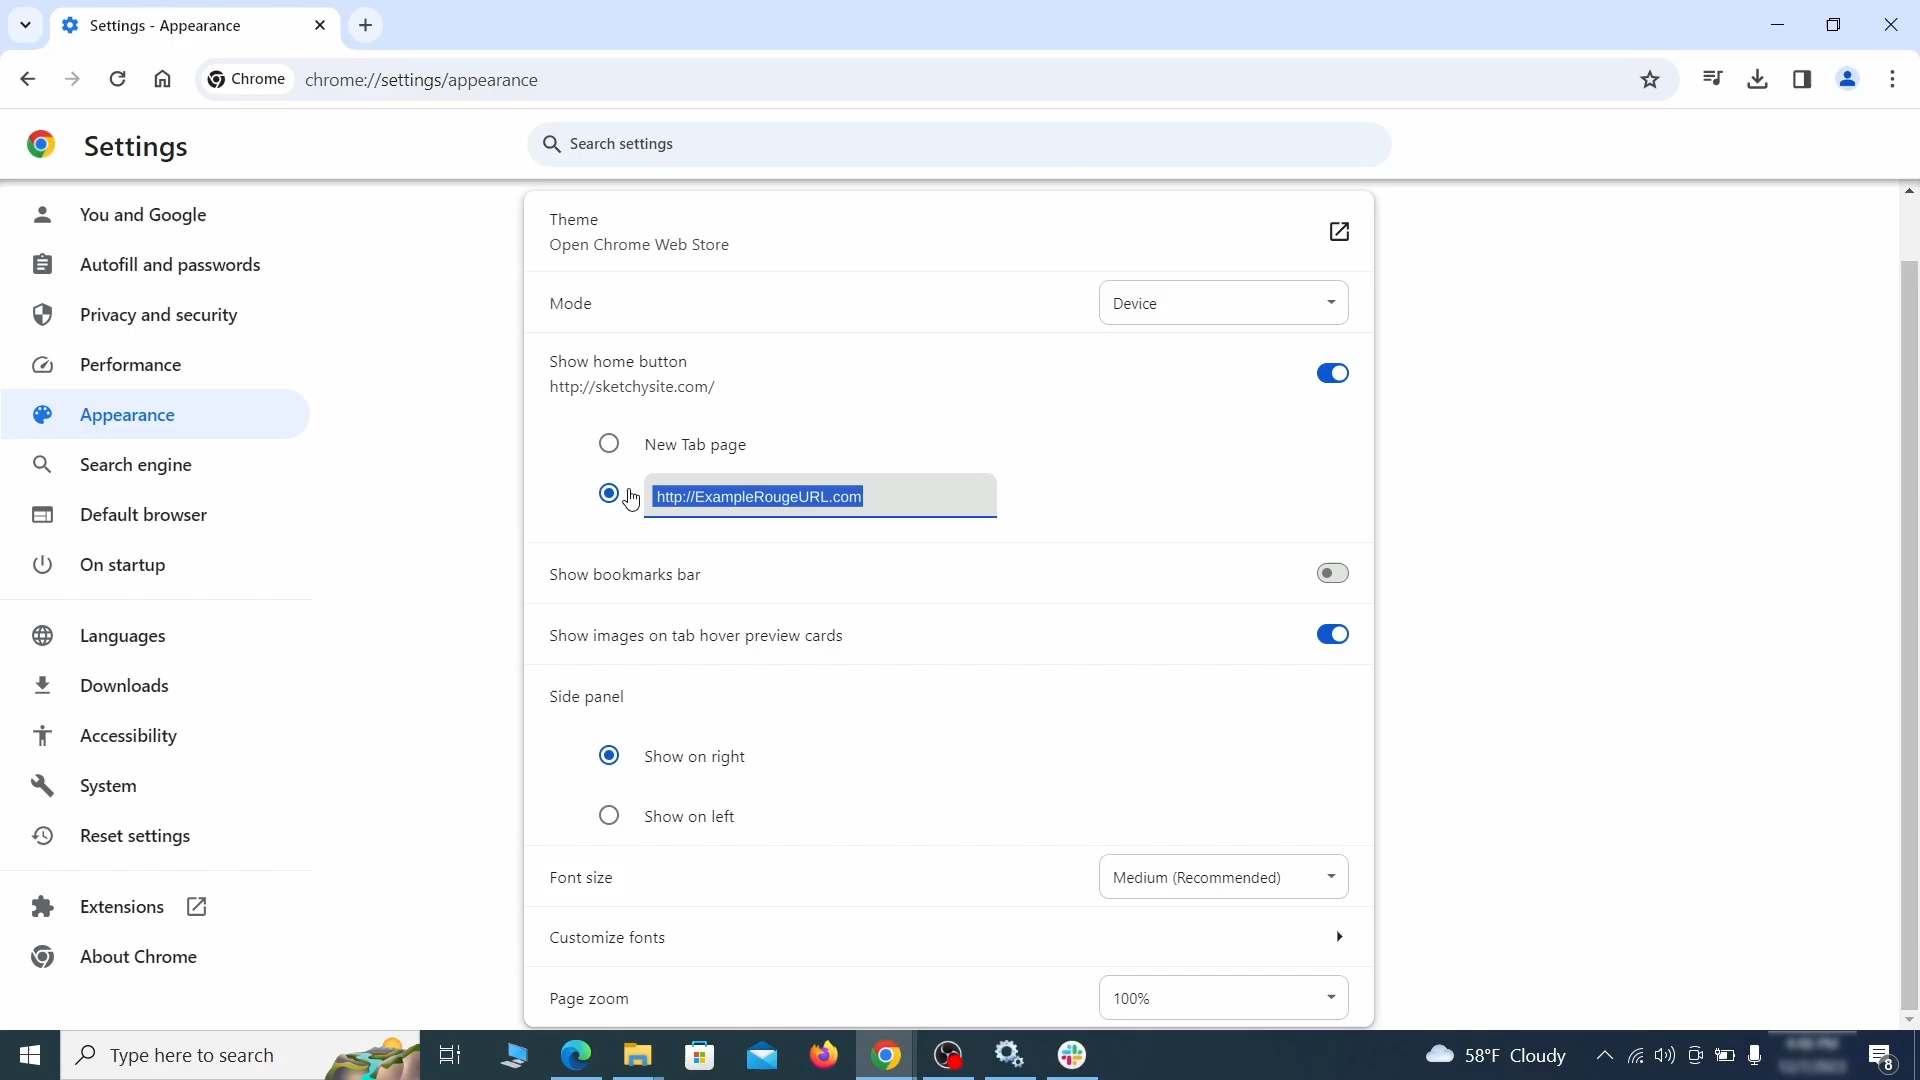 Settings - Appearance
Chrome
chrome://settings/appearance
Settings
Search settings
You and Google
Autofill and passwords
Privacy and security
Performance
Appearance
Search engine
Default browser
On startup
Languages
Downloads
Accessibility
System
Reset settings
Extensions
About Chrome
Theme
Open Chrome Web Store
Mode
Device
Show home button
http://sketchysite.com/
New Tab page
http://ExampleRougeURL.com
Show bookmarks bar
Show images on tab hover preview cards
Side panel
Show on right
Show on left
Font size
Medium (Recommended)
Customize fonts
Page zoom
100%
Type here to search
58°F Cloudy
8